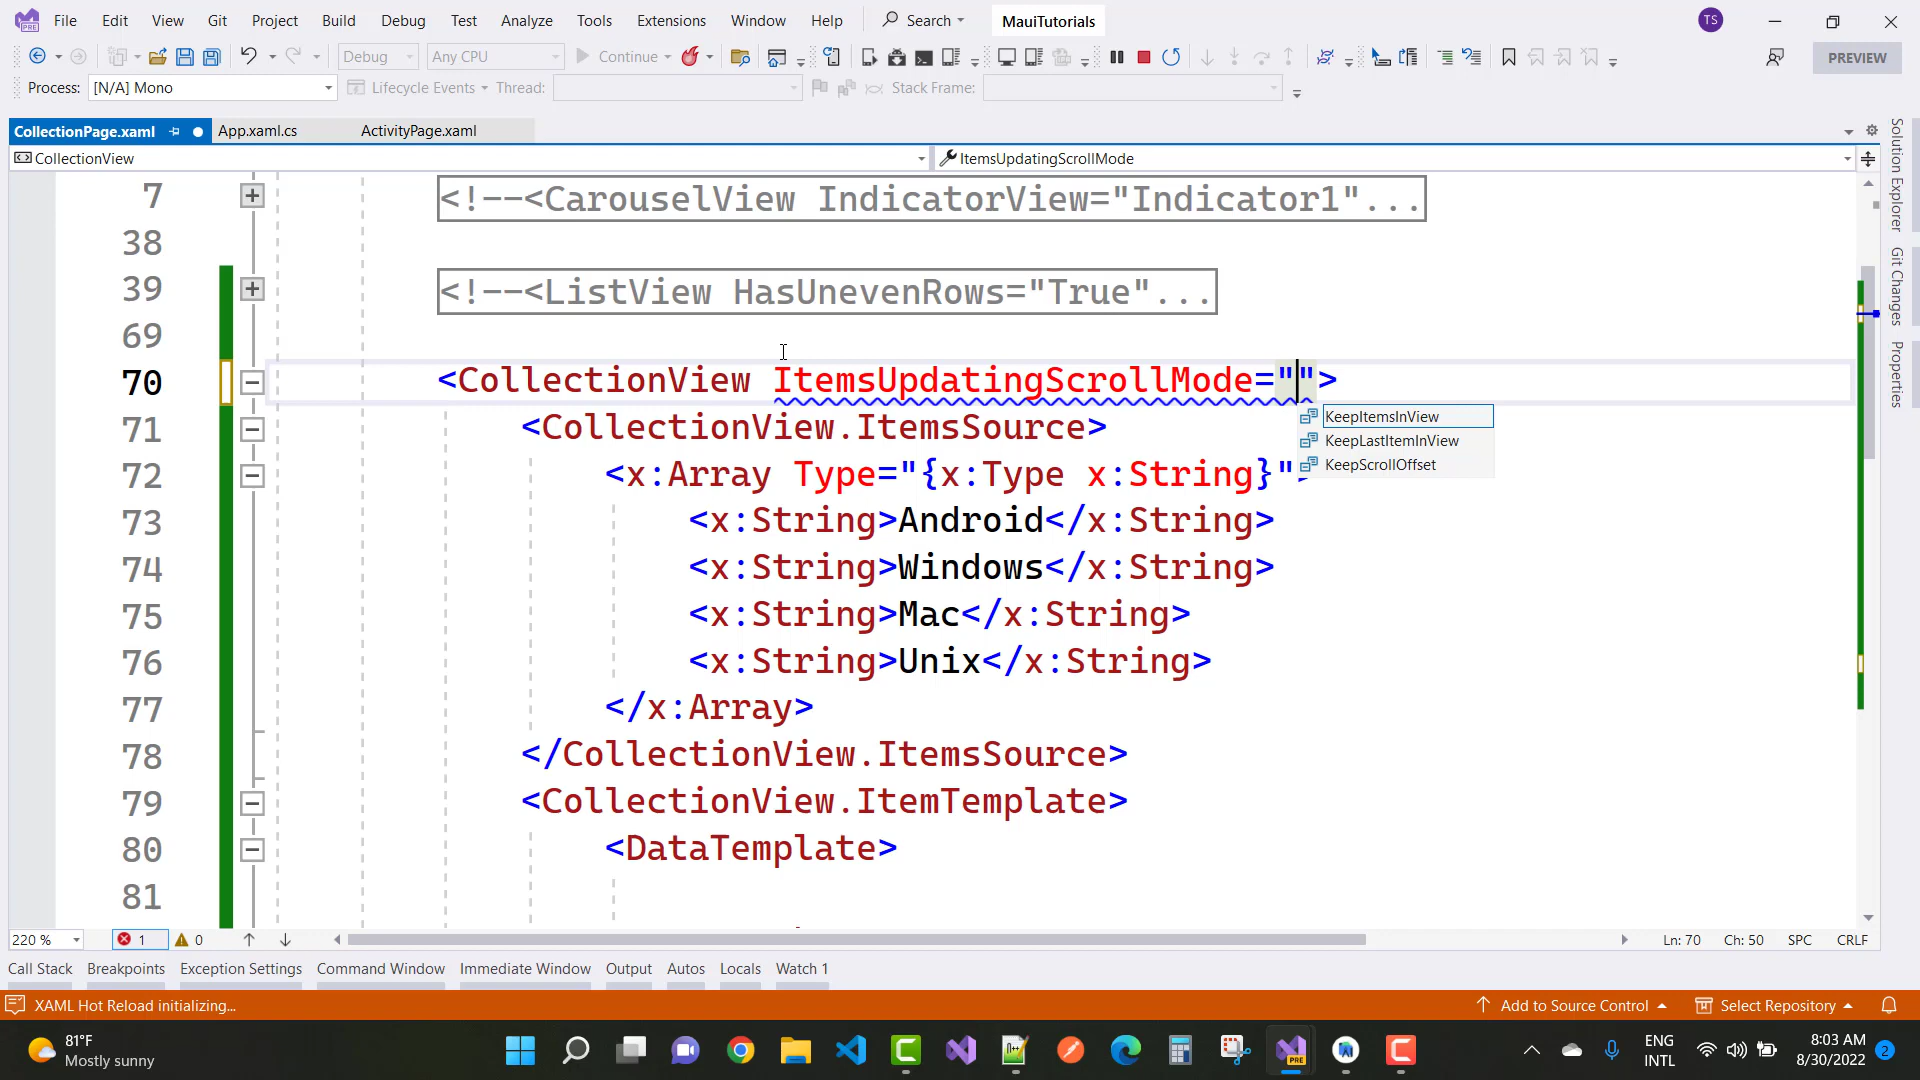 File Edit View Git Project Build Debug Test Analyze Tools Extensions Window Help Search MauiTutorials TS
Debug Any CPU Continue PREVIEW
Process: [N/A] Mono Lifecycle Events Thread: Stack Frame:
CollectionPage.xaml App.xaml.cs ActivityPage.xaml
CollectionView ItemsUpdatingScrollMode
7 <!--<CarouselView IndicatorView="Indicator1"...
38
39 <!--<ListView HasUnevenRows="True"...
69
70 <CollectionView ItemsUpdatingScrollMode="">
71 <CollectionView.ItemsSource>
72 <x:Array Type="{x:Type x:String}">
73 <x:String>Android</x:String>
74 <x:String>Windows</x:String>
75 <x:String>Mac</x:String>
76 <x:String>Unix</x:String>
77 </x:Array>
78 </CollectionView.ItemsSource>
79 <CollectionView.ItemTemplate>
80 <DataTemplate>
81
KeepItemsInView
KeepLastItemInView
KeepScrollOffset
Solution Explorer
Git Changes
Properties
220 % 1 0 Ln: 70 Ch: 50 SPC CRLF
Call Stack Breakpoints Exception Settings Command Window Immediate Window Output Autos Locals Watch 1
XAML Hot Reload initializing... Add to Source Control Select Repository
81°F
Mostly sunny
PRE
ENG
INTL
8:03 AM
8/30/2022
2